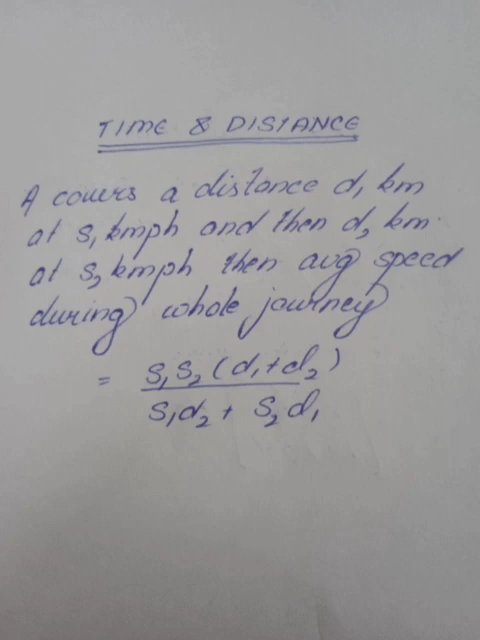 TIME & DISTANCE
A covers a distance d₁ km
at s₁ kmph and then d₂ km
at s₂ kmph then avg speed
during whole journey
= S₁S₂(d₁+d₂)
S₁d₂ + S₂d₁